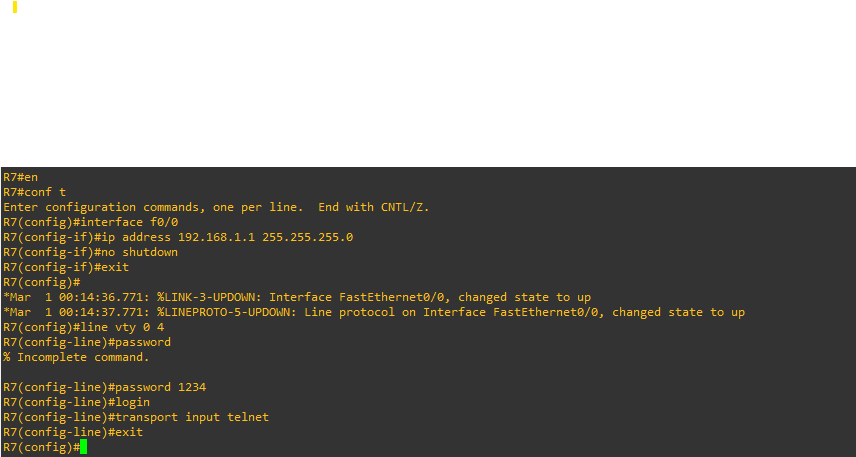 R7#en
R7#conf t
Enter configuration commands, one per line.  End with CNTL/Z.
R7(config)#interface f0/0
R7(config-if)#ip address 192.168.1.1 255.255.255.0
R7(config-if)#no shutdown
R7(config-if)#exit
R7(config)#
*Mar  1 00:14:36.771: %LINK-3-UPDOWN: Interface FastEthernet0/0, changed state to up
*Mar  1 00:14:37.771: %LINEPROTO-5-UPDOWN: Line protocol on Interface FastEthernet0/0, changed state to up
R7(config)#line vty 0 4
R7(config-line)#password
% Incomplete command.

R7(config-line)#password 1234
R7(config-line)#login
R7(config-line)#transport input telnet
R7(config-line)#exit
R7(config)#